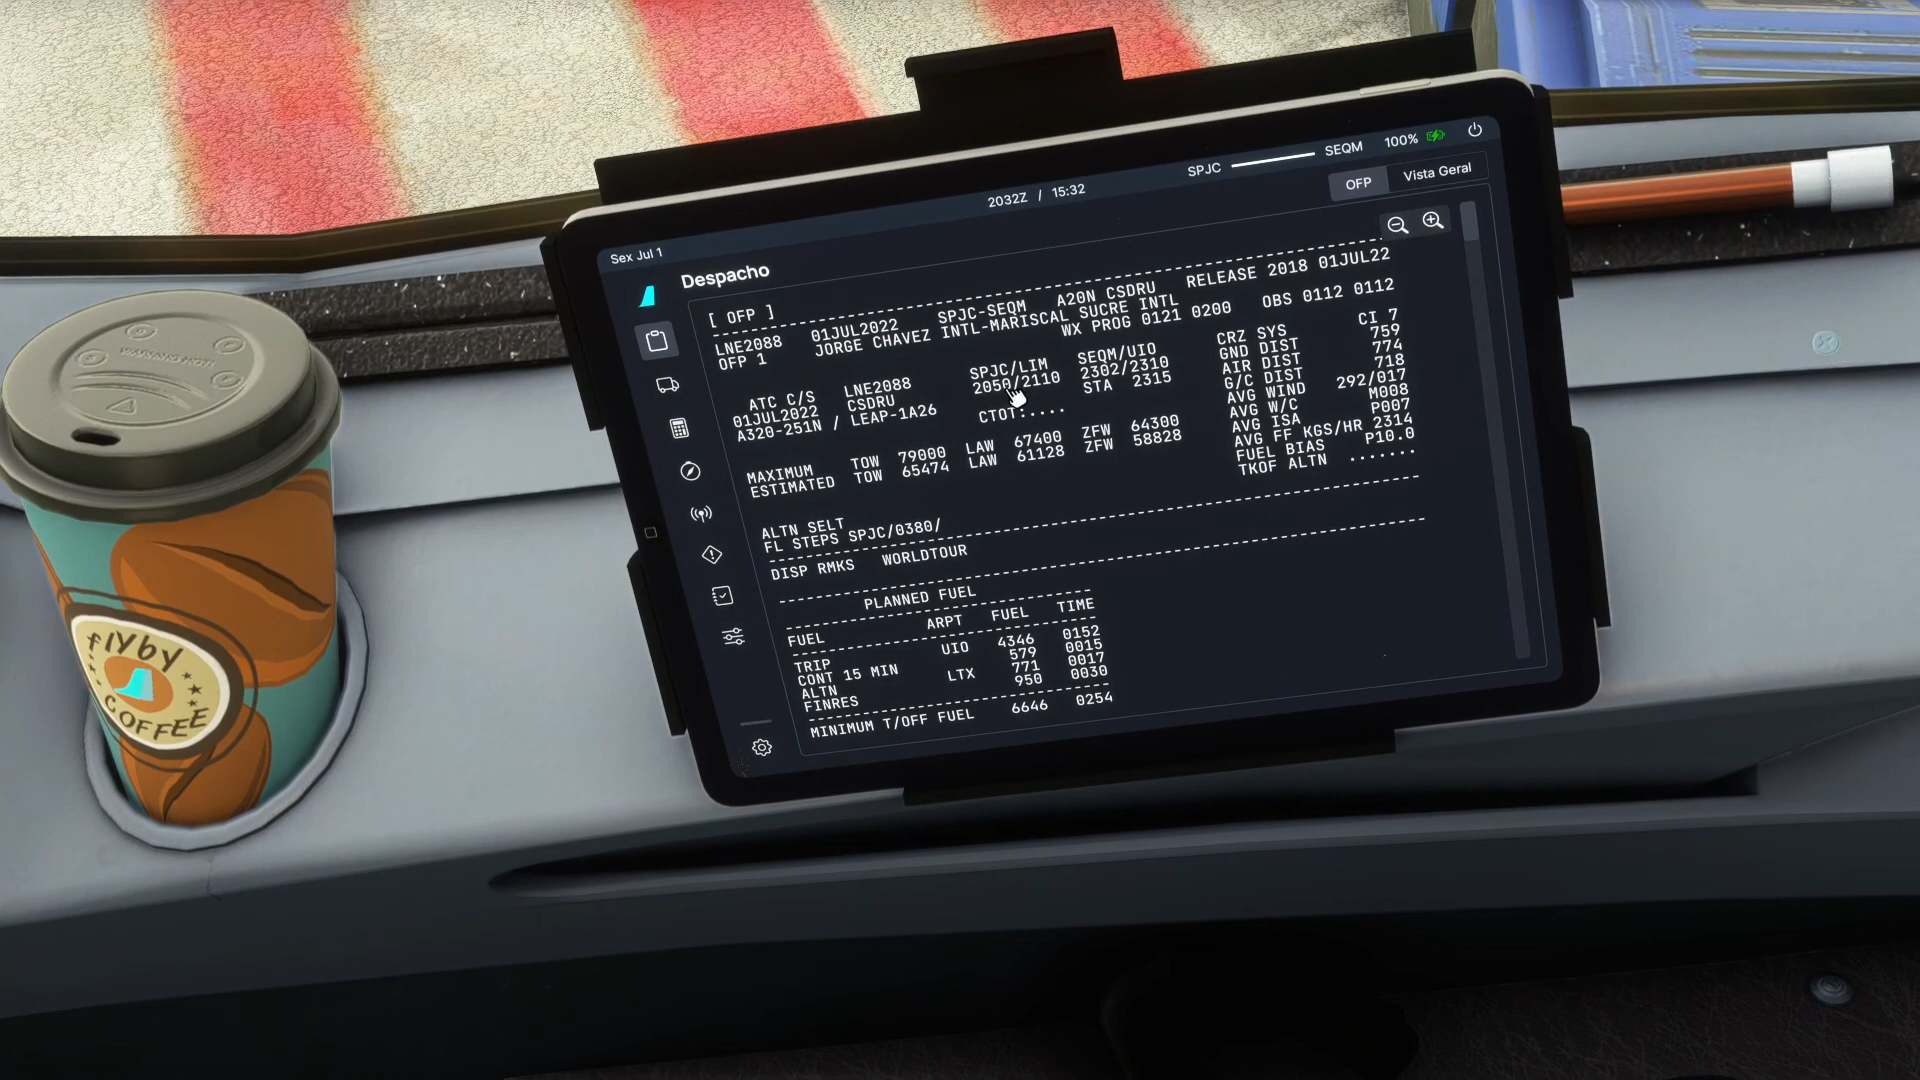 SPJC SEQM 100%
2032Z / 15:32
Sex Jul 1
OFP Vista Geral
Despacho
[ OFP ]
LNE2088 01JUL2022 SPJC-SEQM A20N CSDRU RELEASE 2018 01JUL22
OFP 1 JORGE CHAVEZ INTL-MARISCAL SUCRE INTL
WX PROG 0121 0200 OBS 0112 0112
ATC C/S LNE2088 SPJC/LIM SEQM/UIO CRZ SYS CI 7
01JUL2022 CSDRU 2050/2110 2302/2310 GND DIST 759
A320-251N / LEAP-1A26 STA 2315 AIR DIST 774
CTOT:.... G/C DIST 718
AVG WIND 292/017
MAXIMUM TOW 79000 LAW 67400 ZFW 64300 AVG W/C M008
ESTIMATED TOW 65474 LAW 61128 ZFW 58828 AVG ISA P007
AVG FF KGS/HR 2314
FUEL BIAS P10.0
ALTN SELT TKOF ALTN .......
FL STEPS SPJC/0380/
DISP RMKS WORLDTOUR
PLANNED FUEL
FUEL ARPT FUEL TIME
TRIP UIO 4346 0152
CONT 15 MIN 579 0015
ALTN LTX 771 0017
FINRES 950 0030
MINIMUM T/OFF FUEL 6646 0254
flyby
COFFEE